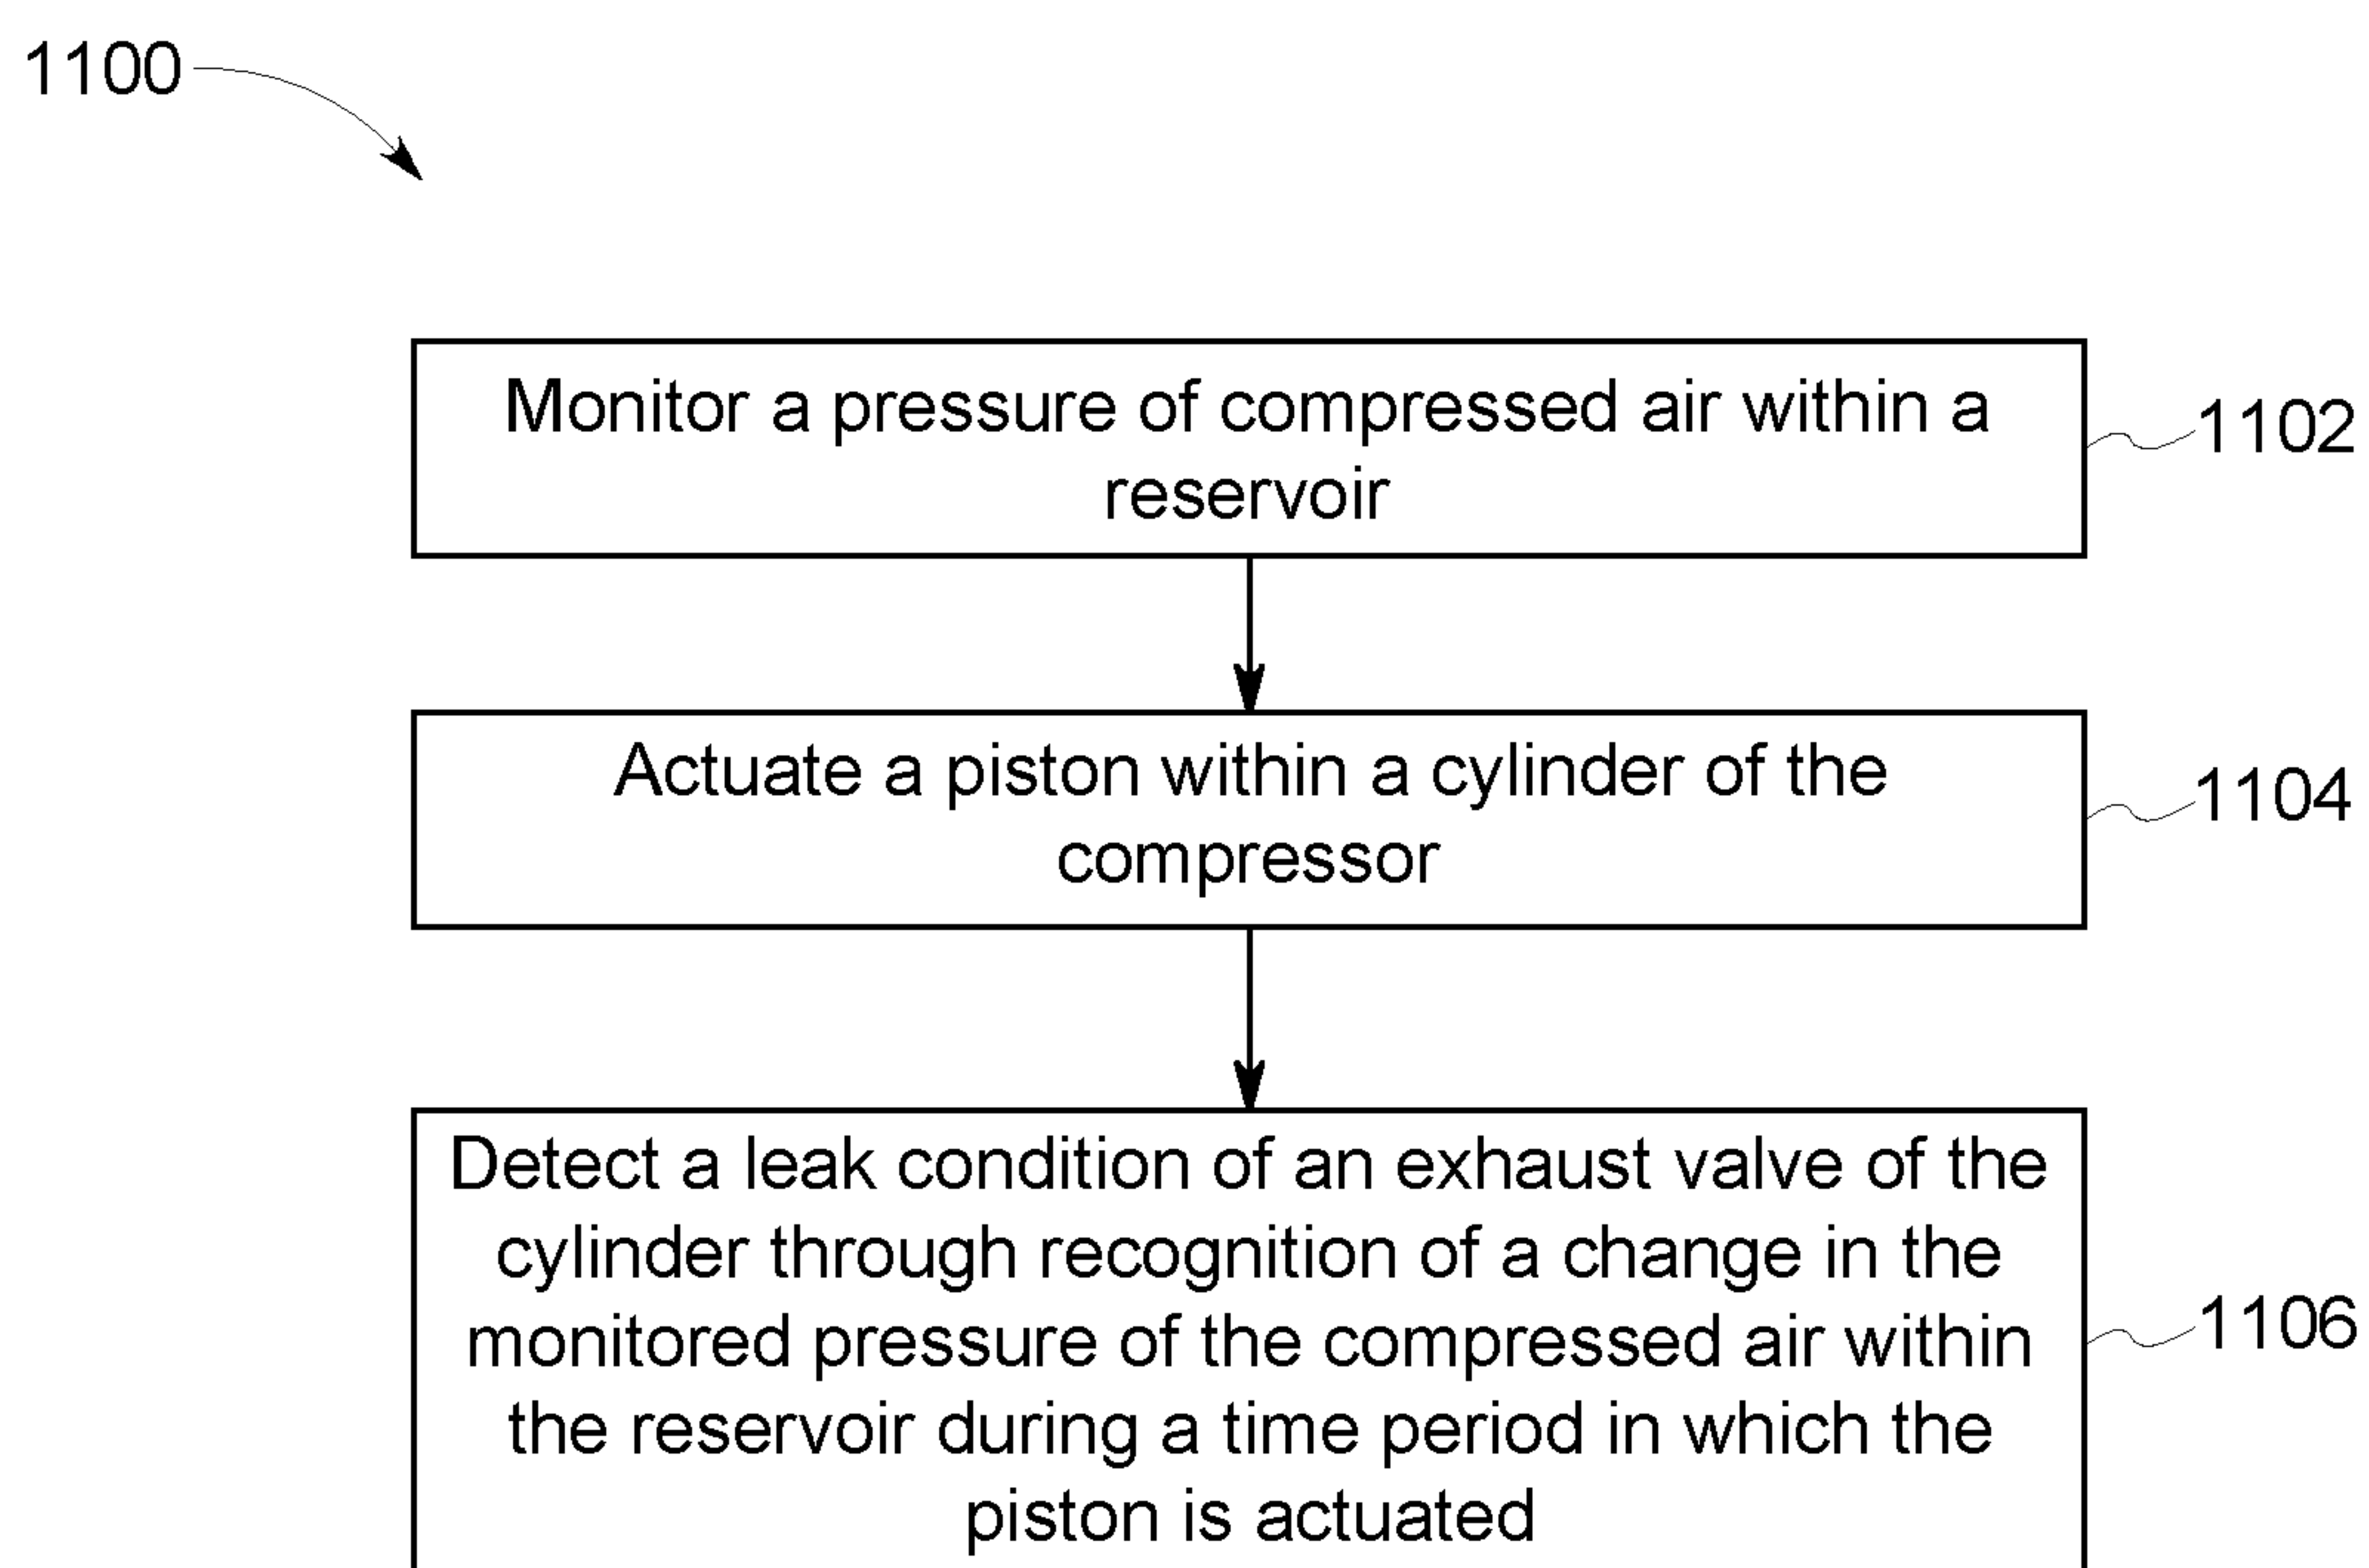 1100
Monitor a pressure of compressed air within a
reservoir
1102
Actuate a piston within a cylinder of the
compressor
1104
Detect a leak condition of an exhaust valve of the
cylinder through recognition of a change in the
monitored pressure of the compressed air within
the reservoir during a time period in which the
piston is actuated
1106